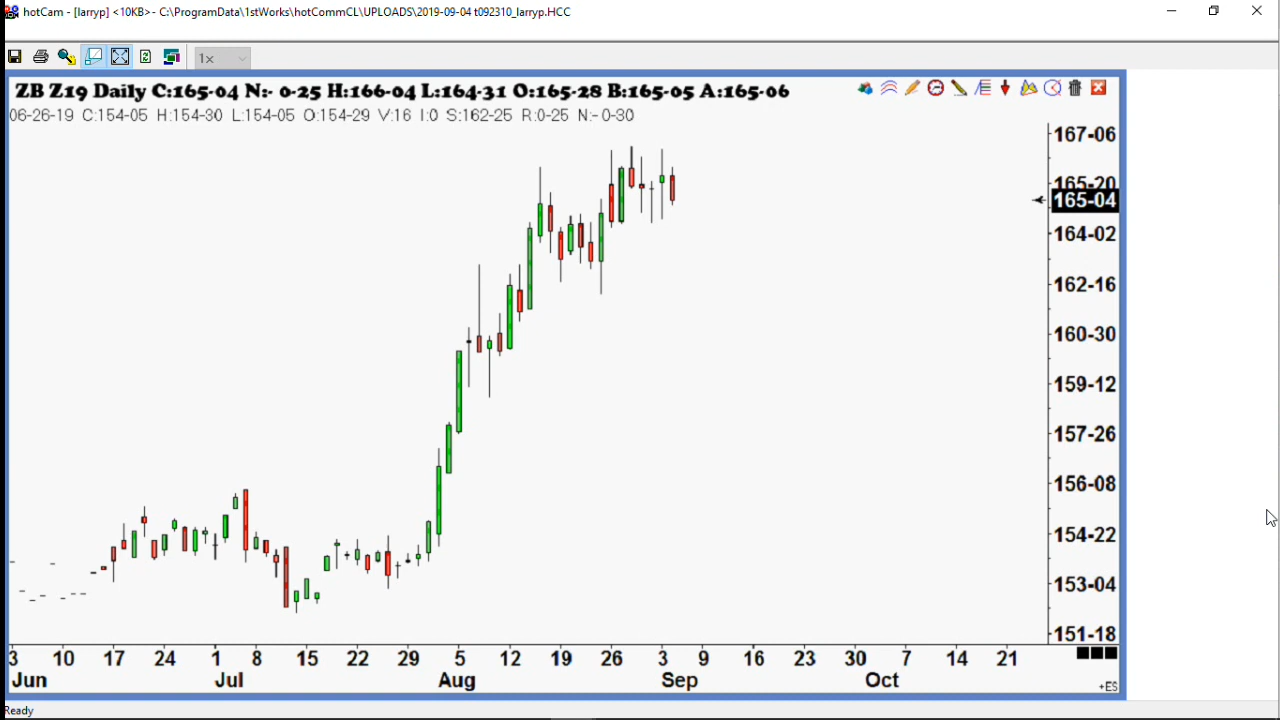 hotCam - [larryp] <10KB>- C:\ProgramData\1stWorks\hotCommCL\UPLOADS\2019-09-04 t092310_larryp.HCC
1x
ZB Z19 Daily C:165-04 N:- 0-25 H:166-04 L:164-31 O:165-28 B:165-05 A:165-06
06-26-19 C:154-05 H:154-30 L:154-05 O:154-29 V:16 I:0 S:162-25 R:0-25 N:-0-30
167-06
165-20
165-04
164-02
162-16
160-30
159-12
157-26
156-08
154-22
153-04
151-18
3 10 17 24 1 8 15 22 29 5 12 19 26 3 9 16 23 30 7 14 21
Jun Jul Aug Sep Oct
+ES
Ready